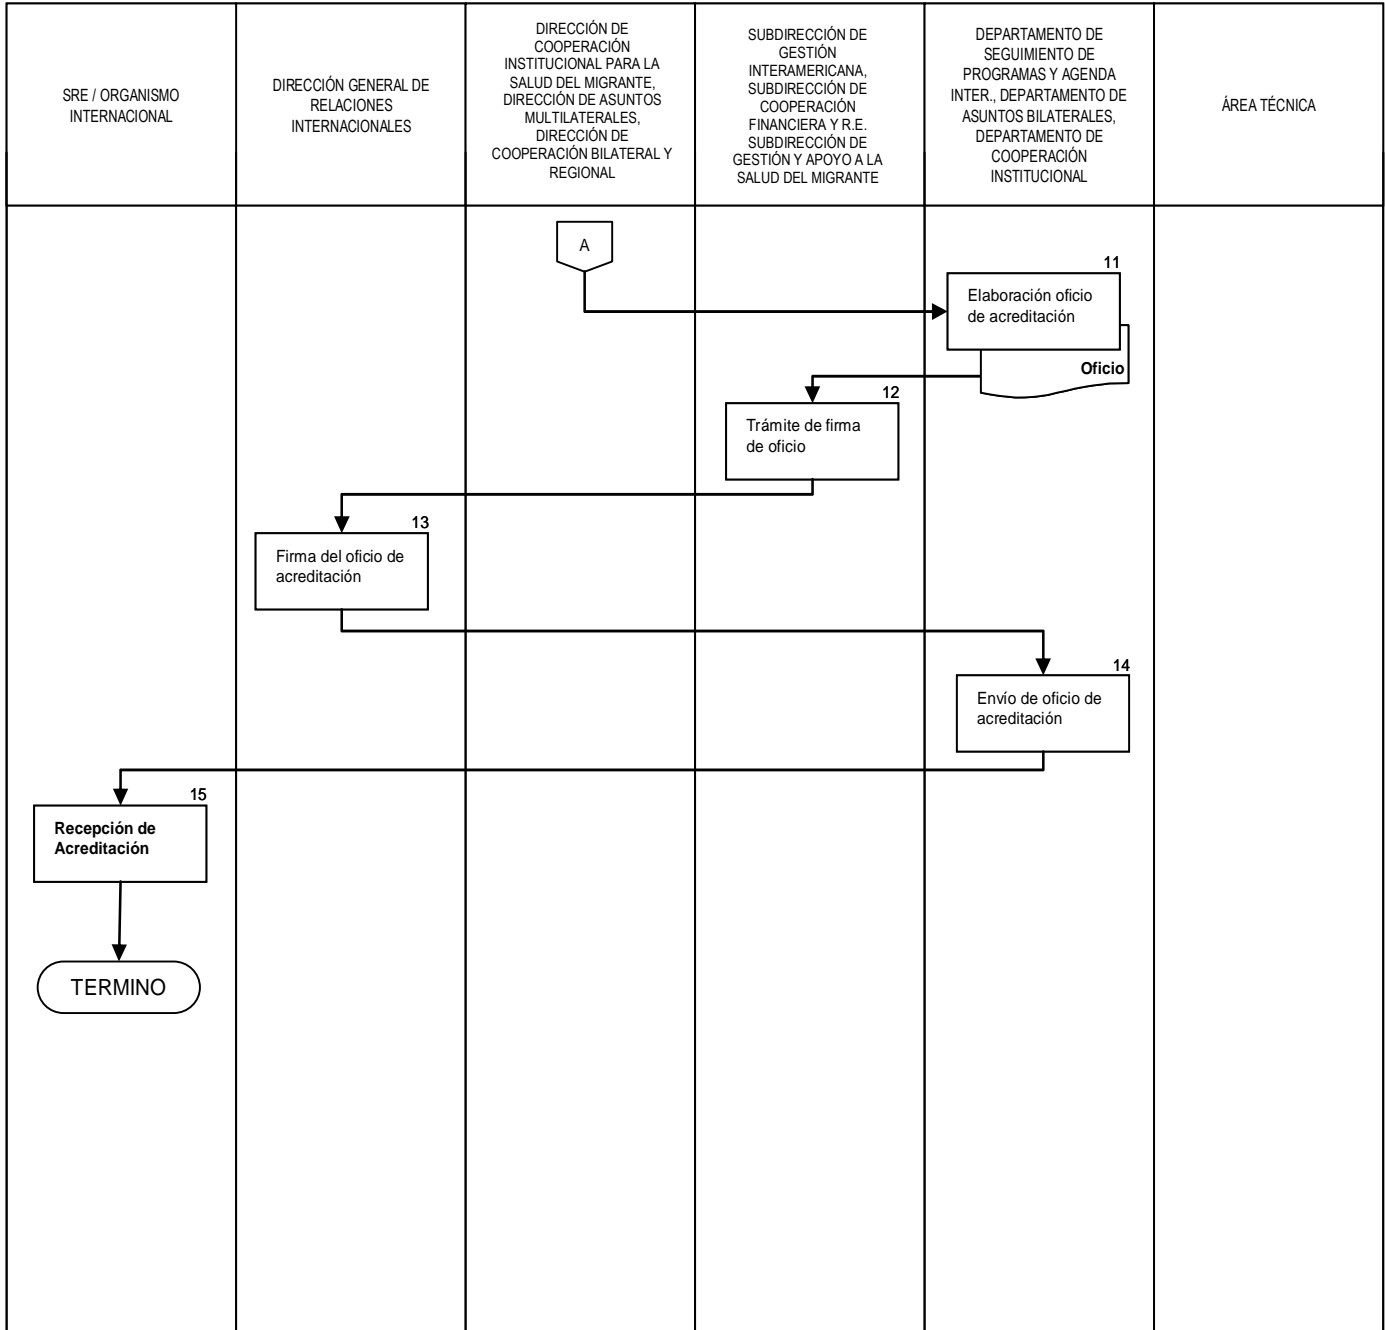 SRE / ORGANISMO
INTERNACIONAL
DIRECCIÓN GENERAL DE
RELACIONES
INTERNACIONALES
DIRECCIÓN DE
COOPERACIÓN
INSTITUCIONAL PARA LA
SALUD DEL MIGRANTE,
DIRECCIÓN DE ASUNTOS
MULTILATERALES,
DIRECCIÓN DE
COOPERACIÓN BILATERAL Y
REGIONAL
SUBDIRECCIÓN DE
GESTIÓN
INTERAMERICANA,
SUBDIRECCIÓN DE
COOPERACIÓN
FINANCIERA Y R.E.
SUBDIRECCIÓN DE
GESTIÓN Y APOYO A LA
SALUD DEL MIGRANTE
DEPARTAMENTO DE
SEGUIMIENTO DE
PROGRAMAS Y AGENDA
INTER., DEPARTAMENTO DE
ASUNTOS BILATERALES,
DEPARTAMENTO DE
COOPERACIÓN
INSTITUCIONAL
ÁREA TÉCNICA
A
11
Elaboración oficio
de acreditación
Oficio
12
Trámite de firma
de oficio
13
Firma del oficio de
acreditación
14
Envío de oficio de
acreditación
15
Recepción de
Acreditación
TERMINO